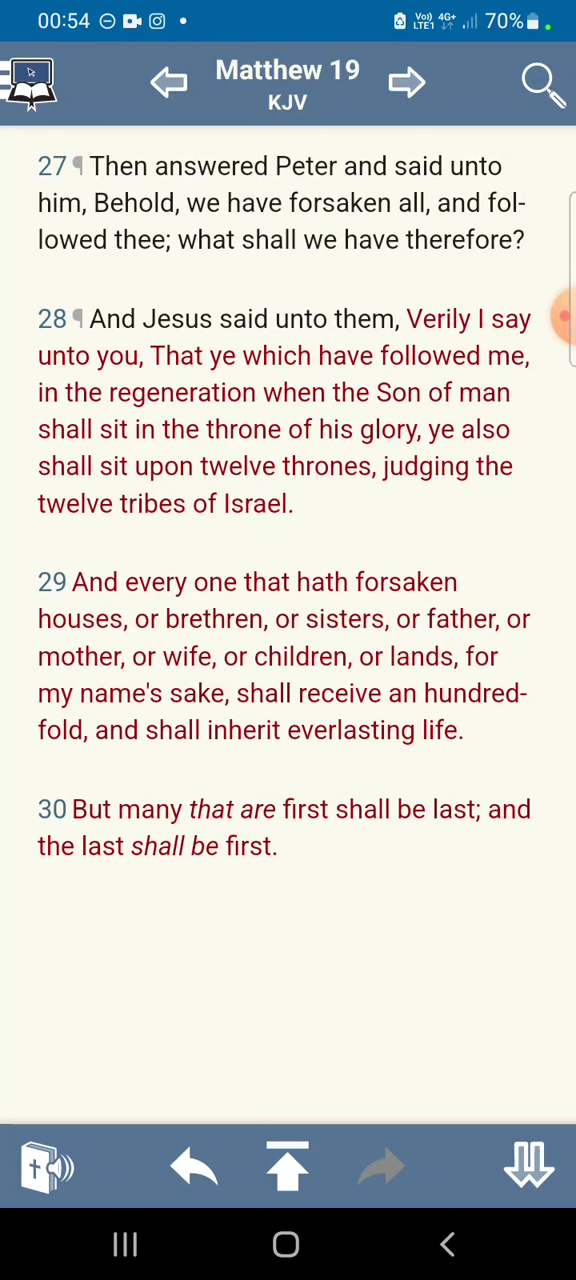 00:54 Vo) LTE1 4G+ 70%
Matthew 19
KJV
27 ¶ Then answered Peter and said unto
him, Behold, we have forsaken all, and fol-
lowed thee; what shall we have therefore?
28 ¶ And Jesus said unto them, Verily I say
unto you, That ye which have followed me,
in the regeneration when the Son of man
shall sit in the throne of his glory, ye also
shall sit upon twelve thrones, judging the
twelve tribes of Israel.
29 And every one that hath forsaken
houses, or brethren, or sisters, or father, or
mother, or wife, or children, or lands, for
my name's sake, shall receive an hundred-
fold, and shall inherit everlasting life.
30 But many that are first shall be last; and
the last shall be first.